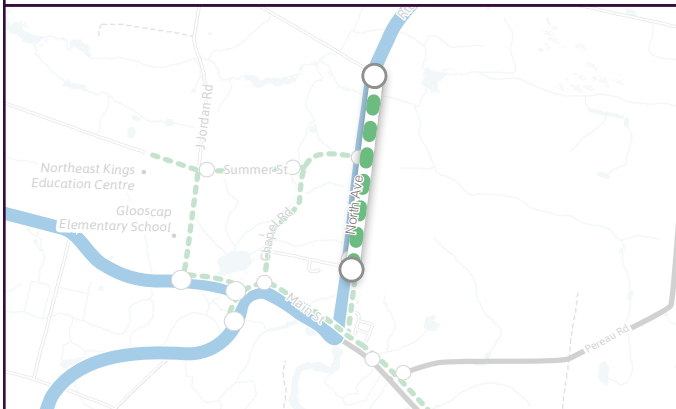 J Jordan Rd
Northeast Kings
Education Centre
Summer St
Glooscap
Elementary School
Chapel Rd
North Ave
Main St
Pereau Rd